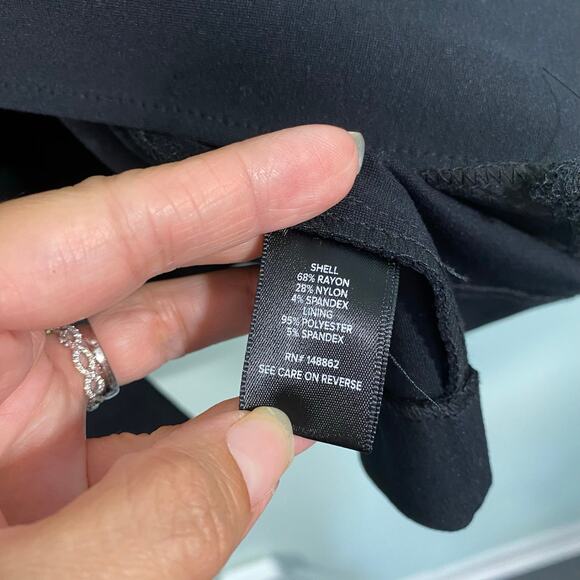 SHELL
68% RAYON
28% NYLON
4% SPANDEX
LINING
95% POLYESTER
5% SPANDEX
RN# 148862
SEE CARE ON REVERSE